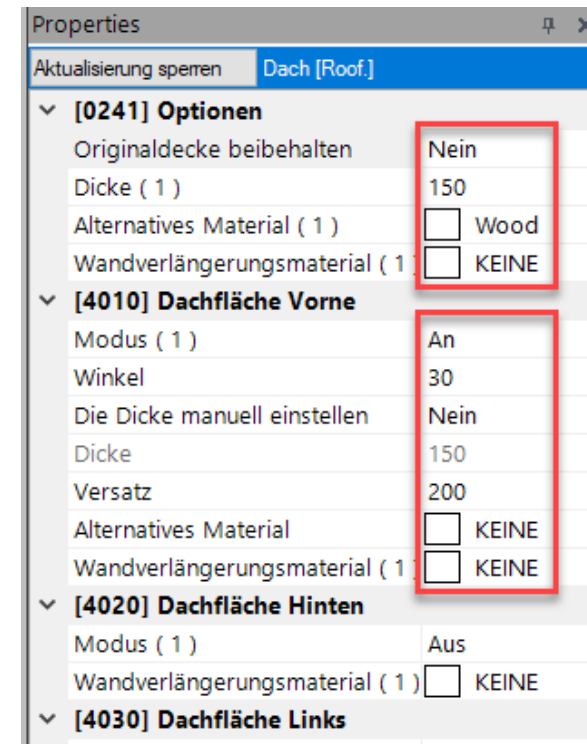 Properties
Aktualisierung sperren Dach [Roof.]
[0241] Optionen
Originaldecke beibehalten Nein
Dicke ( 1 ) 150
Alternatives Material ( 1 ) Wood
Wandverlängerungsmaterial ( 1 ) KEINE
[4010] Dachfläche Vorne
Modus ( 1 ) An
Winkel 30
Die Dicke manuell einstellen Nein
Dicke 150
Versatz 200
Alternatives Material KEINE
Wandverlängerungsmaterial ( 1 ) KEINE
[4020] Dachfläche Hinten
Modus ( 1 ) Aus
Wandverlängerungsmaterial ( 1 ) KEINE
[4030] Dachfläche Links